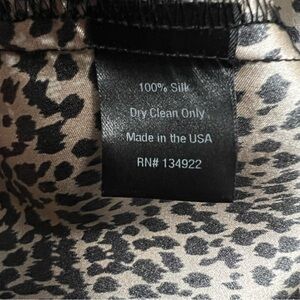 100% Silk
Dry Clean Only
Made in the USA
RN# 134922